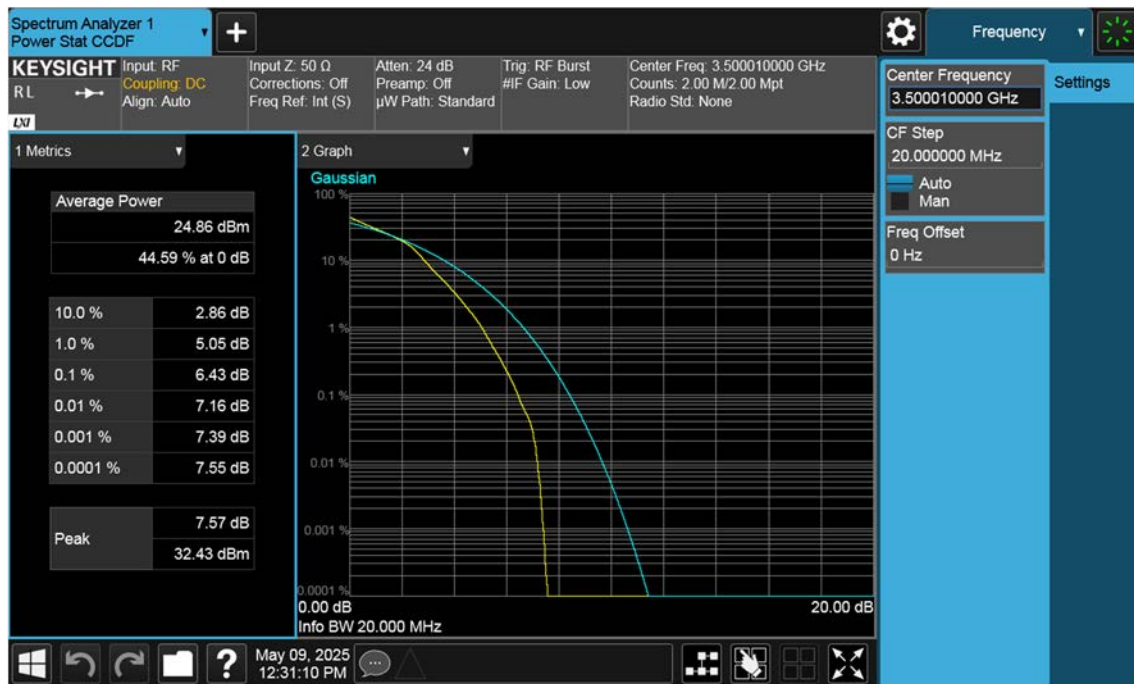 Spectrum Analyzer 1
Power Stat CCDF
+
Frequency
KEYSIGHT
RL
LXI
Input: RF
Coupling: DC
Align: Auto
Input Z: 50 Ω
Corrections: Off
Freq Ref: Int (S)
Atten: 24 dB
Preamp: Off
µW Path: Standard
Trig: RF Burst
#IF Gain: Low
Center Freq: 3.500010000 GHz
Counts: 2.00 M/2.00 Mpt
Radio Std: None
Center Frequency
3.500010000 GHz
Settings
CF Step
20.000000 MHz
Auto
Man
Freq Offset
0 Hz
1 Metrics
Average Power
24.86 dBm
44.59 % at 0 dB
10.0 % 2.86 dB
1.0 % 5.05 dB
0.1 % 6.43 dB
0.01 % 7.16 dB
0.001 % 7.39 dB
0.0001 % 7.55 dB
Peak
7.57 dB
32.43 dBm
2 Graph
Gaussian
100 %
10 %
1 %
0.1 %
0.01 %
0.001 %
0.0001 %
0.00 dB 20.00 dB
Info BW 20.000 MHz
?
May 09, 2025
12:31:10 PM